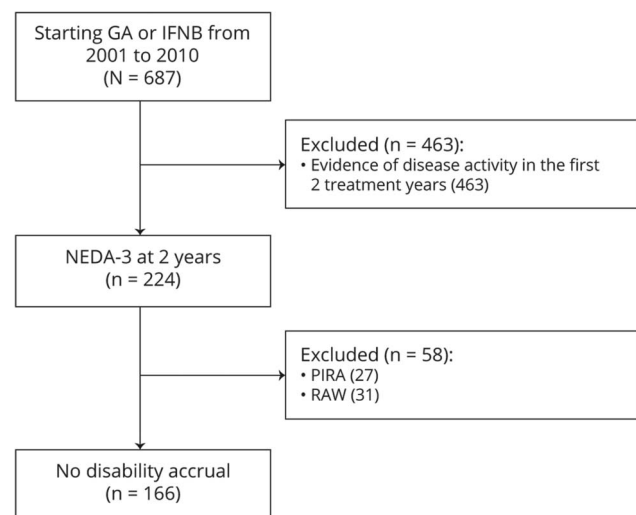 Starting GA or IFNB from
2001 to 2010
(N = 687)
Excluded (n = 463):
• Evidence of disease activity in the first
2 treatment years (463)
NEDA-3 at 2 years
(n = 224)
Excluded (n = 58):
• PIRA (27)
• RAW (31)
No disability accrual
(n = 166)